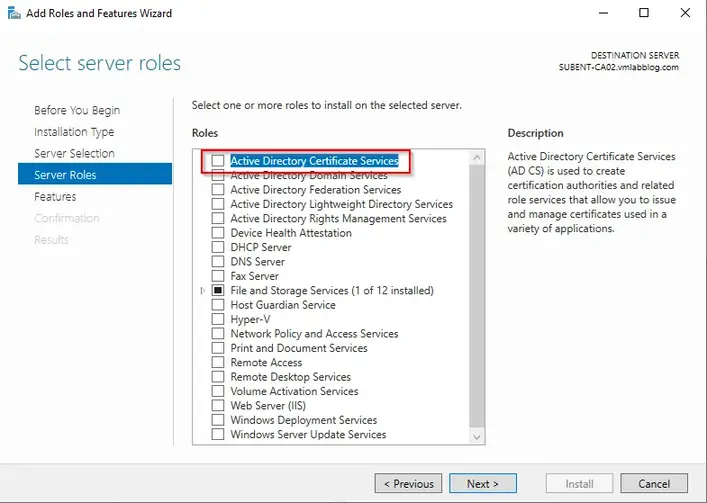 Add Roles and Features Wizard
Select server roles
DESTINATION SERVER
SUBENT-CA02.vmlabblog.com
Before You Begin
Installation Type
Server Selection
Server Roles
Features
Confirmation
Results
Select one or more roles to install on the selected server.
Roles
Active Directory Certificate Services
Active Directory Domain Services
Active Directory Federation Services
Active Directory Lightweight Directory Services
Active Directory Rights Management Services
Device Health Attestation
DHCP Server
DNS Server
Fax Server
File and Storage Services (1 of 12 installed)
Host Guardian Service
Hyper-V
Network Policy and Access Services
Print and Document Services
Remote Access
Remote Desktop Services
Volume Activation Services
Web Server (IIS)
Windows Deployment Services
Windows Server Update Services
Description
Active Directory Certificate Services
(AD CS) is used to create
certification authorities and related
role services that allow you to issue
and manage certificates used in a
variety of applications.
< Previous
Next >
Install
Cancel